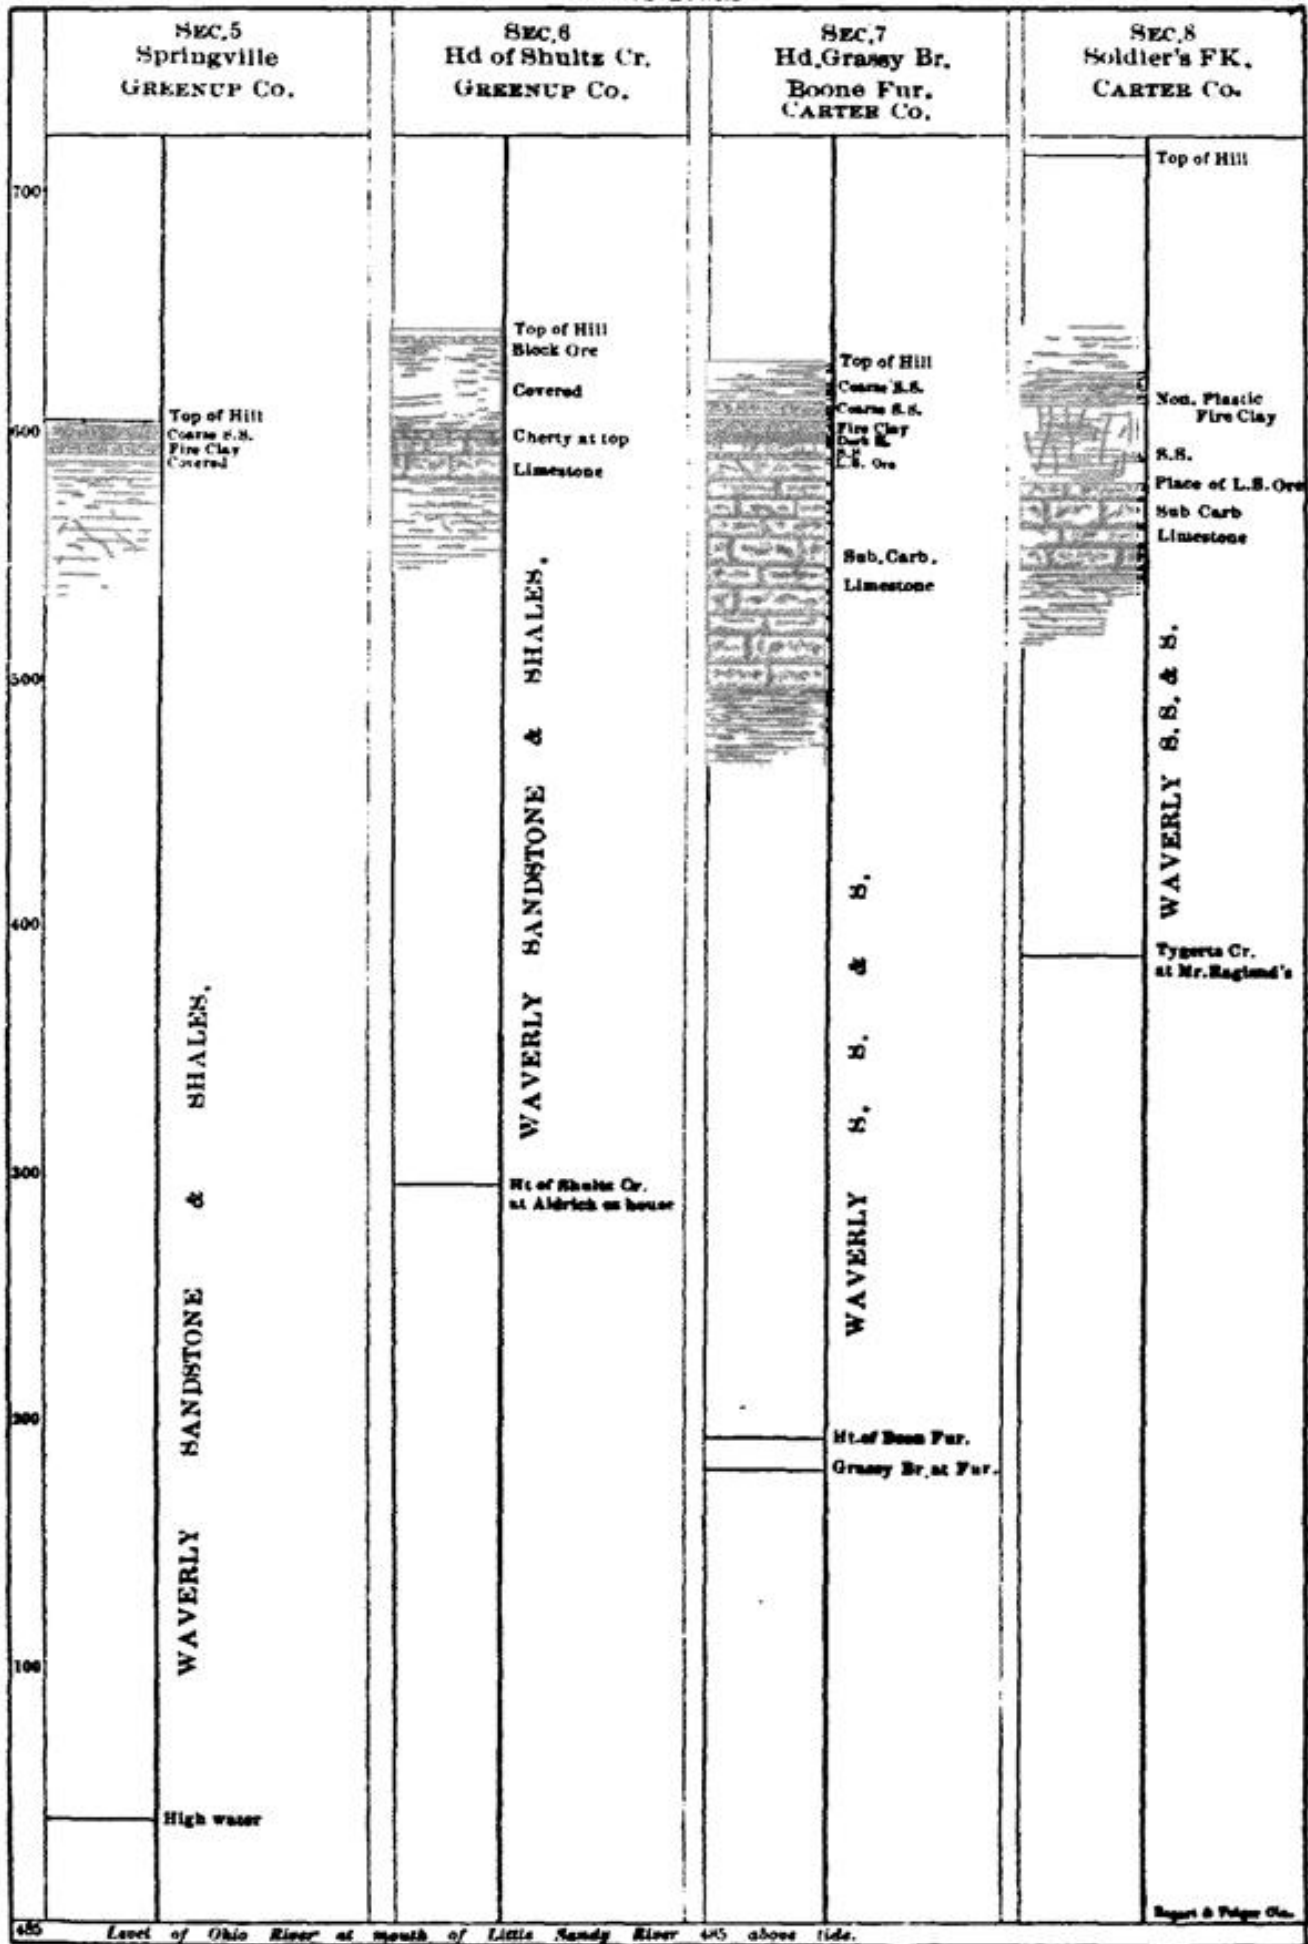 SEC. 5
Springville
GREENUP Co.
SEC. 6
Hd of Shultz Cr.
GREENUP Co.
SEC. 7
Hd. Grassy Br.
Boone Fur.
CARTER Co.
SEC. 8
Soldier's FK.
CARTER Co.
700
600
500
400
300
200
100
485
Top of Hill
Coarse S.S.
Fire Clay
Covered
WAVERLY SANDSTONE & SHALES.
High water
Top of Hill
Block Ore
Covered
Cherty at top
Limestone
WAVERLY SANDSTONE & SHALES.
Ht of Shultz Cr.
at Aldrich house
Top of Hill
Coarse S.S.
Coarse S.S.
Fire Clay
Dark
L.S. Ore
Sub. Carb.
Limestone
WAVERLY S. S. & S.
Ht. of Boon Fur.
Grassy Br. at Fur.
Top of Hill
Non. Plastic
Fire Clay
S.S.
Place of L.S. Ore
Sub Carb
Limestone
WAVERLY S.S. & S.
Tygerts Cr.
at Mr. Ragland's
Level of Ohio River at mouth of Little Sandy River 485 above tide.